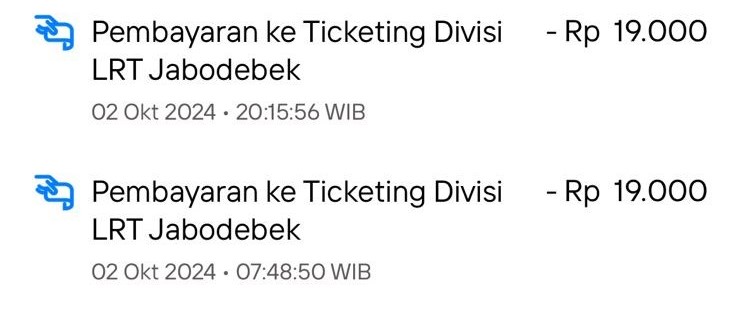 Pembayaran ke Ticketing Divisi - Rp 19.000
LRT Jabodebek
02 Okt 2024 • 20:15:56 WIB
Pembayaran ke Ticketing Divisi - Rp 19.000
LRT Jabodebek
02 Okt 2024 • 07:48:50 WIB